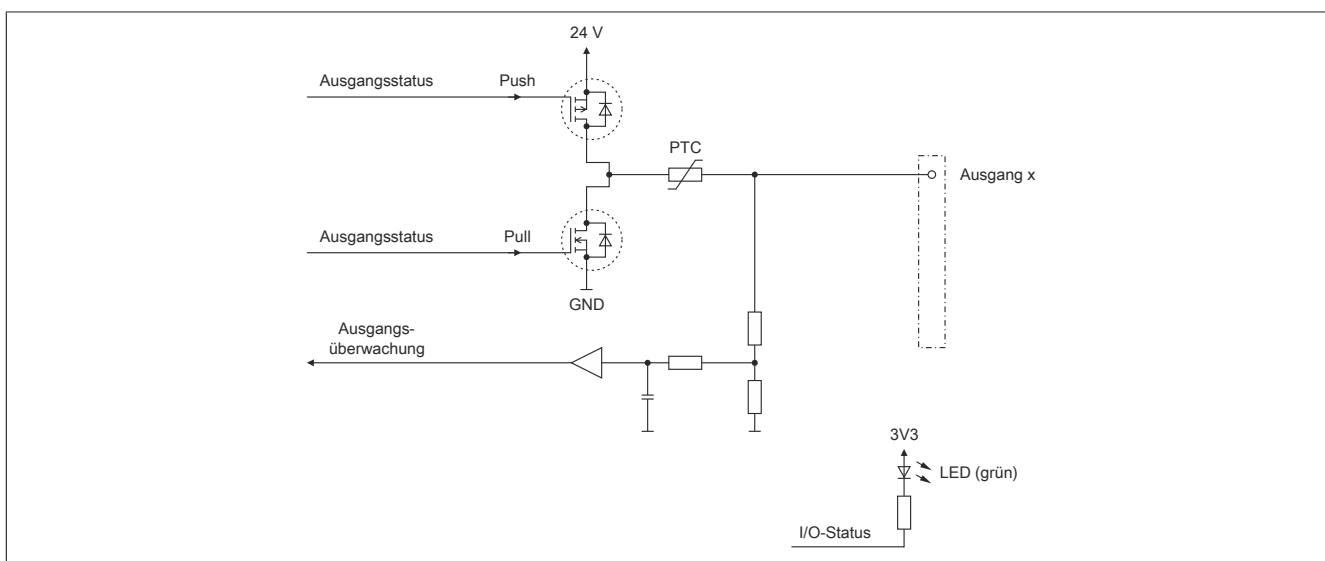 24 V
Ausgangsstatus
Push
PTC
Ausgang x
Ausgangsstatus
Pull
GND
Ausgangs-
überwachung
3V3
LED (grün)
I/O-Status